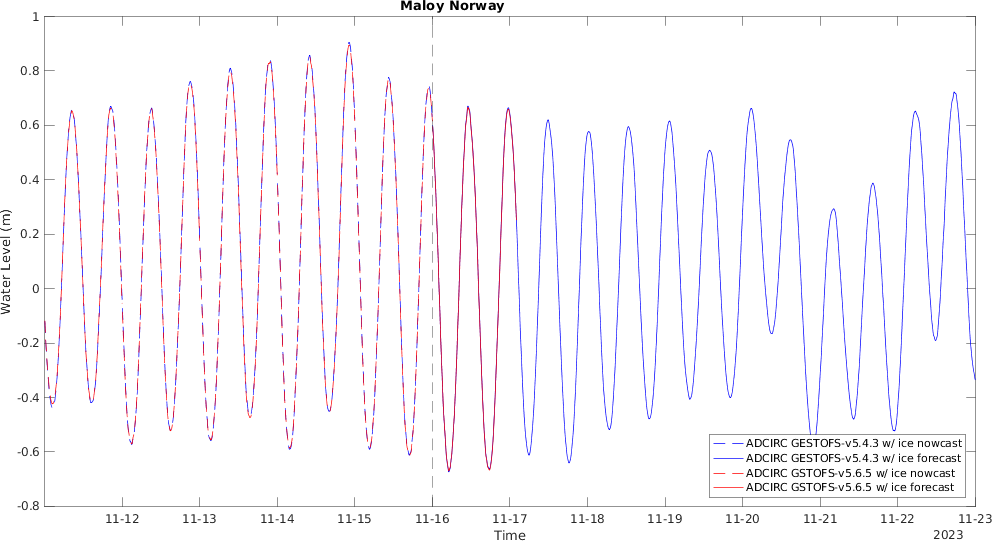 Maloy Norway
1
0.8
0.6
0.4
0.2
0
-0.2
-0.4
-0.6
-0.8
Water Level (m)
ADCIRC GESTOFS-v5.4.3 w/ ice nowcast
ADCIRC GESTOFS-v5.4.3 w/ ice forecast
ADCIRC GSTOFS-v5.6.5 w/ ice nowcast
ADCIRC GSTOFS-v5.6.5 w/ ice forecast
11-12 11-13 11-14 11-15 11-16 11-17 11-18 11-19 11-20 11-21 11-22 11-23
Time
2023